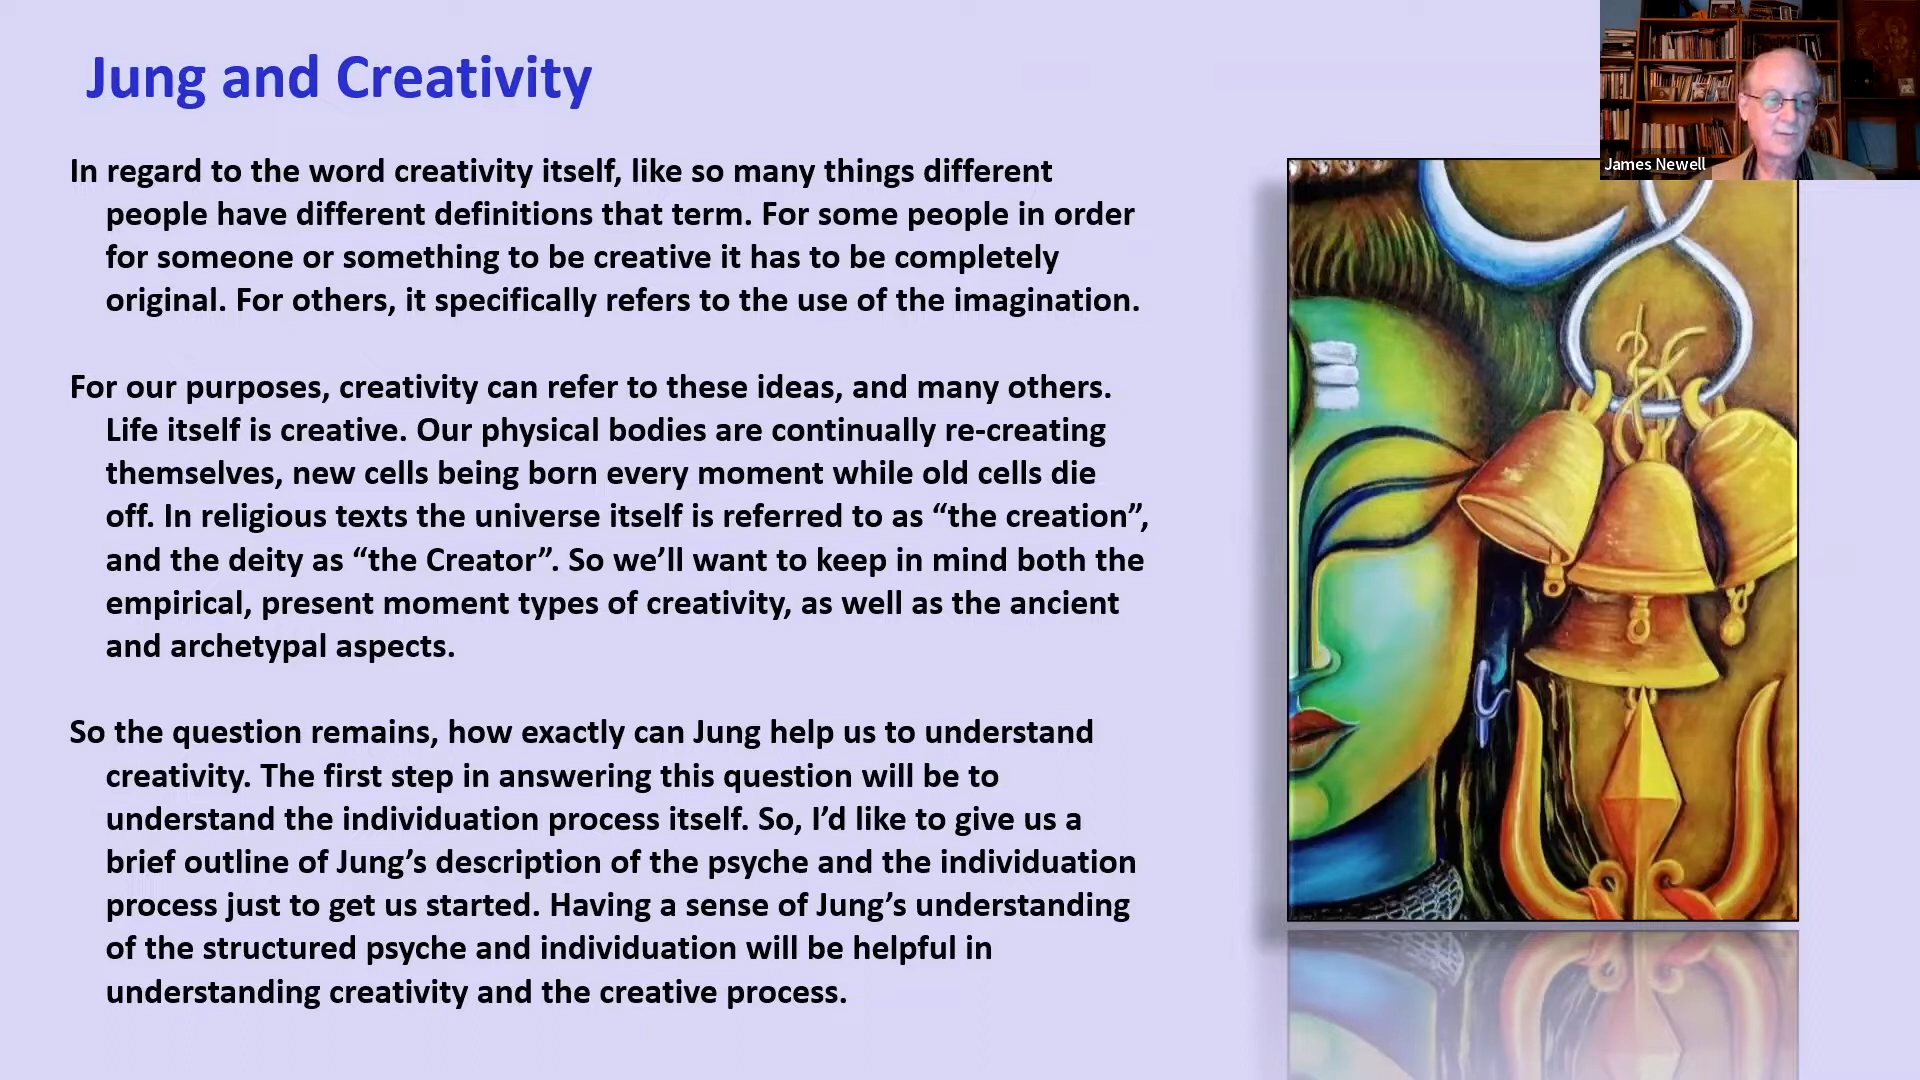 Jung and Creativity
James Newell
In regard to the word creativity itself, like so many things different
people have different definitions that term. For some people in order
for someone or something to be creative it has to be completely
original. For others, it specifically refers to the use of the imagination.
For our purposes, creativity can refer to these ideas, and many others.
Life itself is creative. Our physical bodies are continually re-creating
themselves, new cells being born every moment while old cells die
off. In religious texts the universe itself is referred to as “the creation”,
and the deity as “the Creator”. So we’ll want to keep in mind both the
empirical, present moment types of creativity, as well as the ancient
and archetypal aspects.
So the question remains, how exactly can Jung help us to understand
creativity. The first step in answering this question will be to
understand the individuation process itself. So, I’d like to give us a
brief outline of Jung’s description of the psyche and the individuation
process just to get us started. Having a sense of Jung’s understanding
of the structured psyche and individuation will be helpful in
understanding creativity and the creative process.